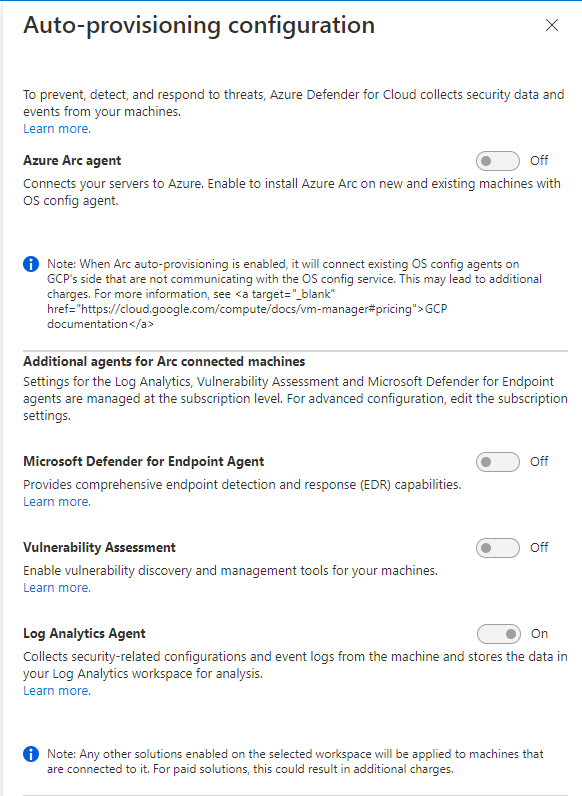 Auto-provisioning configuration
To prevent, detect, and respond to threats, Azure Defender for Cloud collects security data and
events from your machines.
Learn more.
Azure Arc agent
Off
Connects your servers to Azure. Enable to install Azure Arc on new and existing machines with
OS config agent.
Note: When Arc auto-provisioning is enabled, it will connect existing OS config agents on
GCP's side that are not communicating with the OS config service. This may lead to additional
charges. For more information, see <a target="_blank"
href="https://cloud.google.com/compute/docs/vm-manager#pricing">GCP
documentation</a>
Additional agents for Arc connected machines
Settings for the Log Analytics, Vulnerability Assessment and Microsoft Defender for Endpoint
agents are managed at the subscription level. For advanced configuration, edit the subscription
settings.
Microsoft Defender for Endpoint Agent
Off
Provides comprehensive endpoint detection and response (EDR) capabilities.
Learn more.
Vulnerability Assessment
Off
Enable vulnerability discovery and management tools for your machines.
Learn more.
Log Analytics Agent
On
Collects security-related configurations and event logs from the machine and stores the data in
your Log Analytics workspace for analysis.
Learn more.
Note: Any other solutions enabled on the selected workspace will be applied to machines that
are connected to it. For paid solutions, this could result in additional charges.